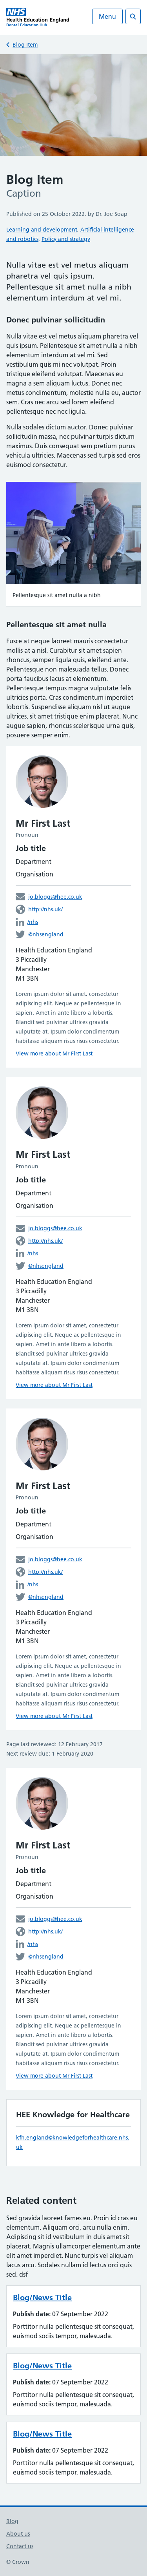 NHS
Health Education England
Dental Education Hub
Menu
Blog item
Blog Item
Caption
Published on 25 October 2022, by Dr. Joe Soap
Learning and development, Artificial intelligence
and robotics, Policy and strategy
Nulla vitae est vel metus aliquam
pharetra vel quis ipsum.
Pellentesque sit amet nulla a nibh
elementum interdum at vel mi.
Donec pulvinar sollicitudin
Nulla vitae est vel metus aliquam pharetra vel
quis ipsum. Pellentesque sit amet nulla a nibh
elementum interdum at vel mi. Sed
vestibulum quis mi nec volutpat. Proin
tristique eleifend volutpat. Maecenas eu
magna a sem luctus laoreet. Donec nec
metus condimentum, molestie nulla eu, auctor
sem. Cras nec arcu sed lorem eleifend
pellentesque nec nec ligula.
Nulla sodales dictum auctor. Donec pulvinar
sollicitudin massa, nec pulvinar turpis dictum
maximus. Duis consequat sem non pretium
vehicula ultricies. Maecenas sed turpis sed eros
euismod consectetur.
Pellentesque sit amet nulla a nibh
Pellentesque sit amet nulla
Fusce at neque laoreet mauris consectetur
mollis at a nisl. Curabitur sit amet sapien
rhoncus, semper ligula sed, eleifend ante.
Pellentesque non malesuada tellus. Donec
porta luctus est eu elementum.
Pellentesque tempus magna vulputate felis
ultricies porta. Cras condimentum imperdiet
lobortis. Suspendisse aliquam nisl ut augue
ultrices, sit amet tristique sapien placerat. Nunc
augue sapien, rhoncus scelerisque urna quis,
posuere semper enim.
Mr First Last
Pronoun
Job title
Department
Organisation
jo.bloggs@hee.co.uk
http://nhs.uk/
/nhs
@nhsengland
Health Education England
3 Piccadilly
Manchester
M1 3BN
Lorem ipsum dolor sit amet, consectetur
adipiscing elit. Neque ac pellentesque in
sapien. Amet in ante libero a lobortis.
Blandit sed pulvinar ultrices gravida
vulputate at. Ipsum dolor condimentum
habitasse aliquam risus risus consectetur.
View more about Mr First Last
Mr First Last
Pronoun
Job title
Department
Organisation
jo.bloggs@hee.co.uk
http://nhs.uk/
/nhs
@nhsengland
Health Education England
3 Piccadilly
Manchester
M1 3BN
Lorem ipsum dolor sit amet, consectetur
adipiscing elit. Neque ac pellentesque in
sapien. Amet in ante libero a lobortis.
Blandit sed pulvinar ultrices gravida
vulputate at. Ipsum dolor condimentum
habitasse aliquam risus risus consectetur.
View more about Mr First Last
Mr First Last
Pronoun
Job title
Department
Organisation
jo.bloggs@hee.co.uk
http://nhs.uk/
/nhs
@nhsengland
Health Education England
3 Piccadilly
Manchester
M1 3BN
Lorem ipsum dolor sit amet, consectetur
adipiscing elit. Neque ac pellentesque in
sapien. Amet in ante libero a lobortis.
Blandit sed pulvinar ultrices gravida
vulputate at. Ipsum dolor condimentum
habitasse aliquam risus risus consectetur.
View more about Mr First Last
Page last reviewed: 12 February 2017
Next review due: 1 February 2020
Mr First Last
Pronoun
Job title
Department
Organisation
jo.bloggs@hee.co.uk
http://nhs.uk/
/nhs
@nhsengland
Health Education England
3 Piccadilly
Manchester
M1 3BN
Lorem ipsum dolor sit amet, consectetur
adipiscing elit. Neque ac pellentesque in
sapien. Amet in ante libero a lobortis.
Blandit sed pulvinar ultrices gravida
vulputate at. Ipsum dolor condimentum
habitasse aliquam risus risus consectetur.
View more about Mr First Last
HEE Knowledge for Healthcare
kfh.england@knowledgeforhealthcare.nhs.
uk
Related content
Sed gravida laoreet fames us eu. Proin id cras eu
elementum. Aliquam orci, arcu nulla enim.
Adipiscing sit id vestibulum in dui erat in.
Magnis mauris elementum venenatis dolor ante
et amet imperdiet. Nunc turpis vel aliquam
lacus arcu. Sodales nullam id lectus orci quis
diam, est. dsf
Blog/News Title
Publish date: 07 September 2022
Porttitor nulla pellentesque sit consequat,
euismod sociis tempor, malesuada.
Blog/News Title
Publish date: 07 September 2022
Porttitor nulla pellentesque sit consequat,
euismod sociis tempor, malesuada.
Blog/News Title
Publish date: 07 September 2022
Porttitor nulla pellentesque sit consequat,
euismod sociis tempor, malesuada.
Blog
About us
Contact us
© Crown